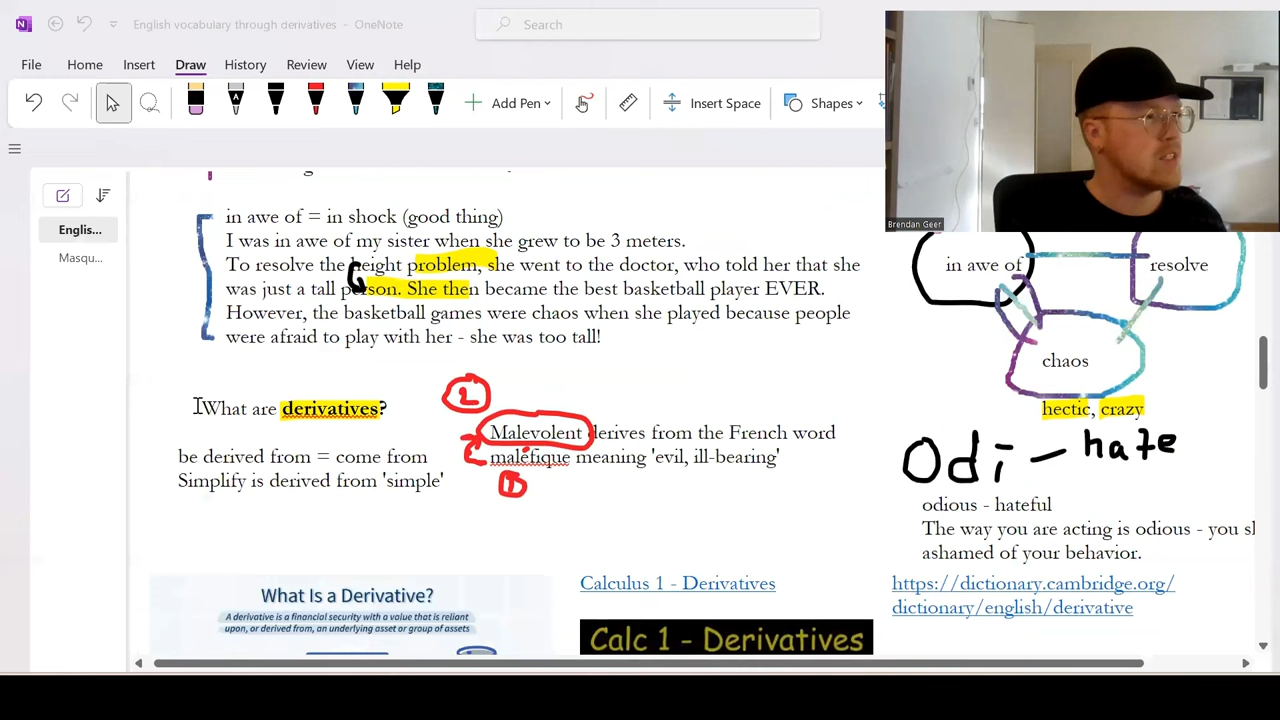 English vocabulary through derivatives - OneNote
Search
File Home Insert Draw Review History View Help
Add Pen
Insert Space
Shapes
Brendan Geer
Englis...
Masqu...
in awe of = in shock (good thing)
I was in awe of my sister when she grew to be 3 meters.
To resolve the height problem, she went to the doctor, who told her that she
was just a tall person. She then became the best basketball player EVER.
However, the basketball games were chaos when she played because people
were afraid to play with her - she was too tall!
in awe of
resolve
chaos
hectic, crazy
Odi - hate
odious - hateful
The way you are acting is odious - you
ashamed of your behavior.
https://dictionary.cambridge.org/
dictionary/english/derivative
What are derivatives?
be derived from = come from
Simplify is derived from 'simple'
2
Malevolent derives from the French word
maléfique meaning 'evil, ill-bearing'
1
What Is a Derivative?
A derivative is a financial security with a value that is reliant
upon, or derived from, an underlying asset or group of assets
Calculus 1 - Derivatives
Calc 1 - Derivatives